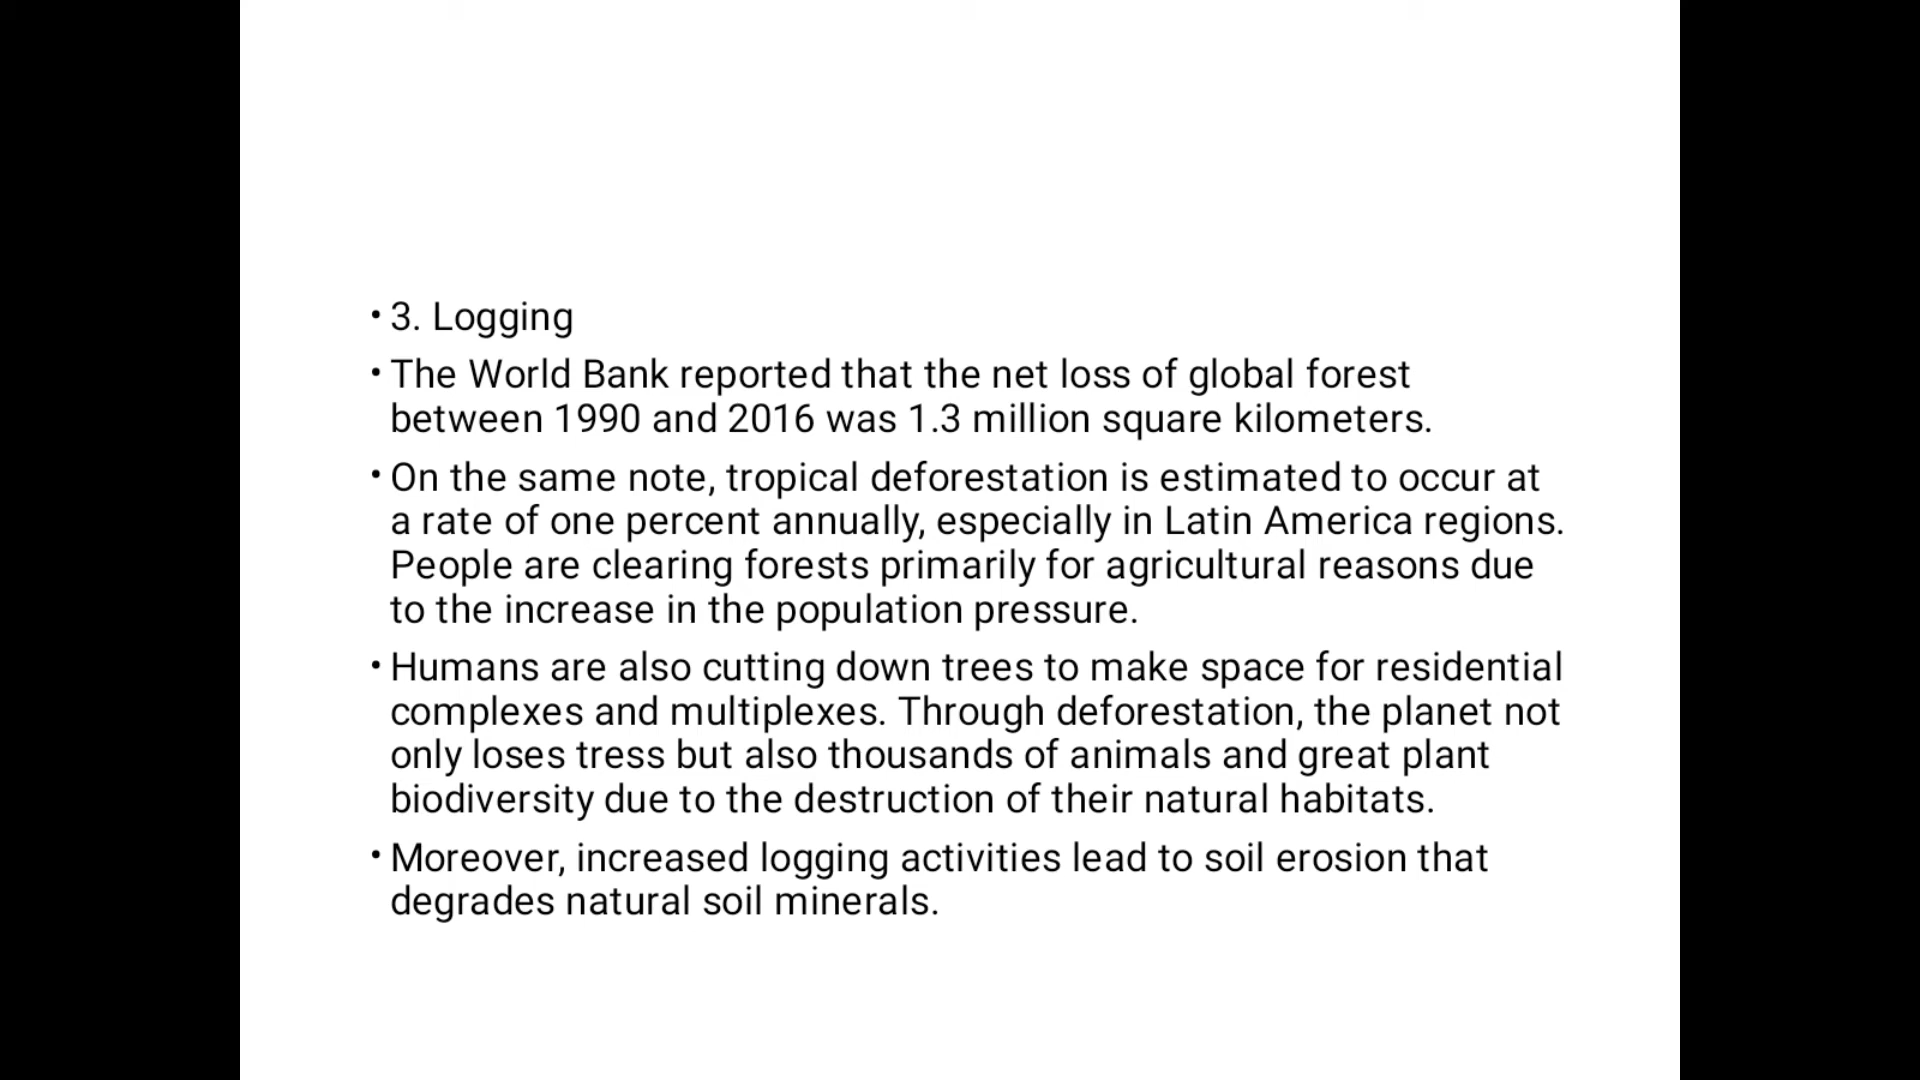 • 3. Logging
• The World Bank reported that the net loss of global forest
between 1990 and 2016 was 1.3 million square kilometers.
• On the same note, tropical deforestation is estimated to occur at
a rate of one percent annually, especially in Latin America regions.
People are clearing forests primarily for agricultural reasons due
to the increase in the population pressure.
• Humans are also cutting down trees to make space for residential
complexes and multiplexes. Through deforestation, the planet not
only loses tress but also thousands of animals and great plant
biodiversity due to the destruction of their natural habitats.
• Moreover, increased logging activities lead to soil erosion that
degrades natural soil minerals.